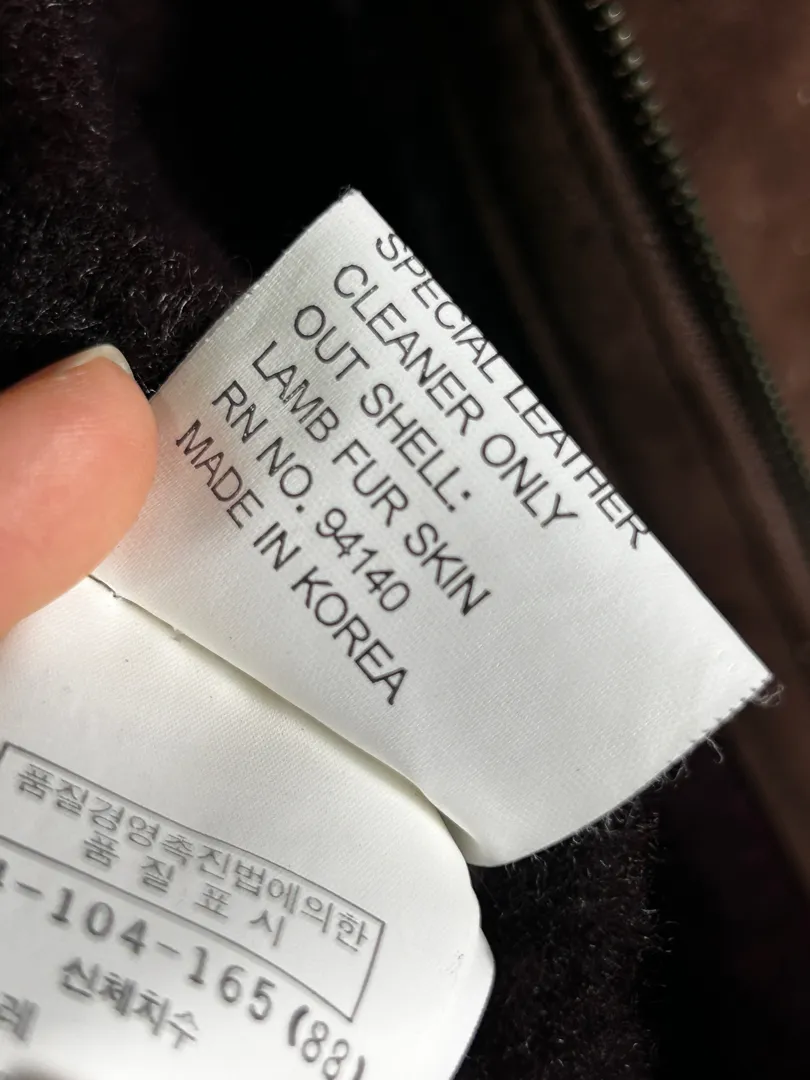 SPECIAL LEATHER
CLEANER ONLY
OUT SHELL:
LAMB FUR SKIN
RN NO. 94140
MADE IN KOREA
품질경영촉진법에의한
품 질 표 시
-104-165(88)
신체치수
레